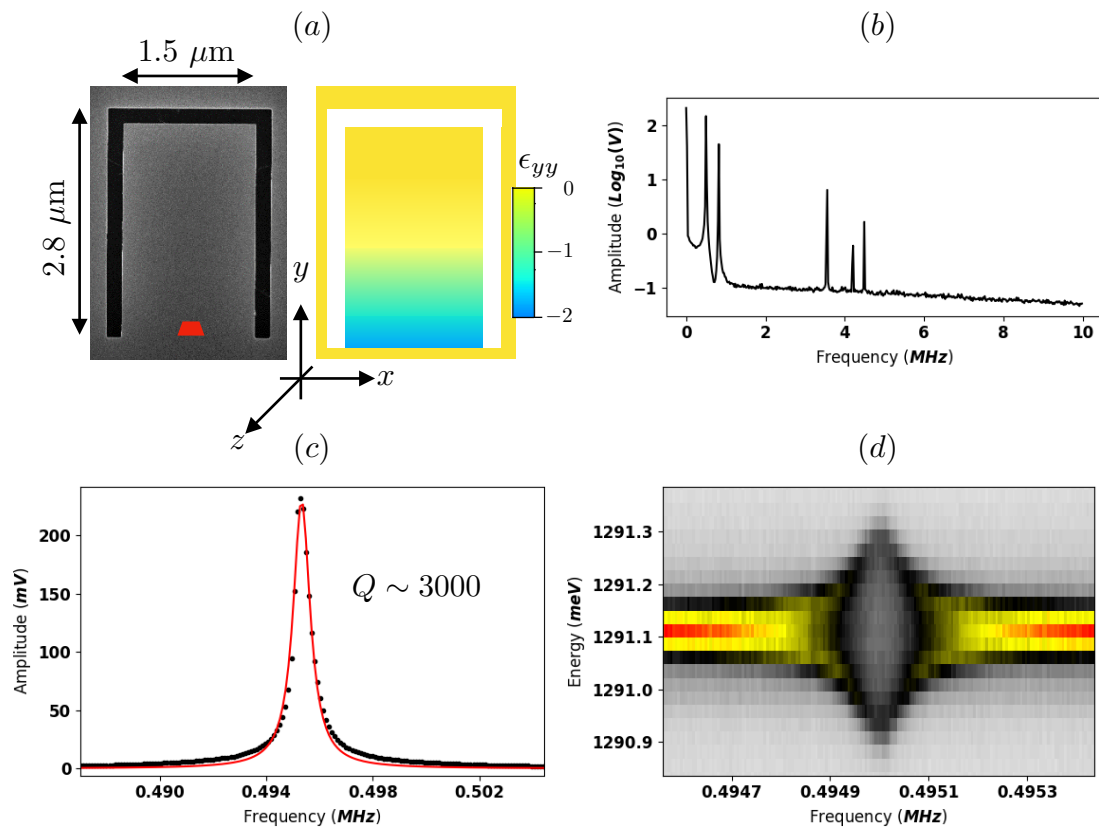 (a)
1.5 μm
2.8 μm
ϵyy
0
−1
−2
y
x
z
(b)
Amplitude (Log10(V))
2
1
0
−1
0 2 4 6 8 10
Frequency (MHz)
(c)
Amplitude (mV)
200
150
100
50
0
Q ∼ 3000
0.490 0.494 0.498 0.502
Frequency (MHz)
(d)
Energy (meV)
1291.3
1291.2
1291.1
1291.0
1290.9
0.4947 0.4949 0.4951 0.4953
Frequency (MHz)